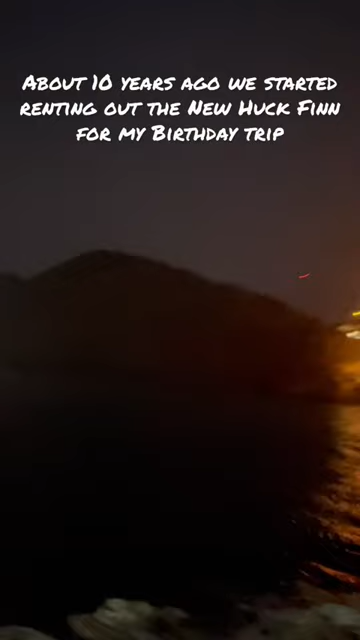 About 10 years ago we started
renting out the New Huck Finn
for my Birthday trip